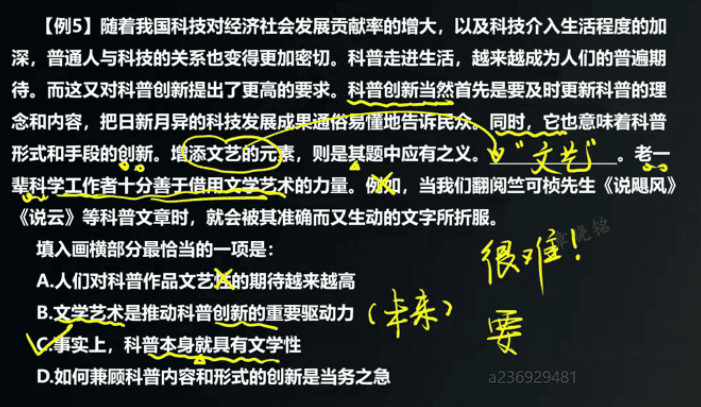 【例5】随着我国科技对经济社会发展贡献率的增大，以及科技介入生活程度的加
深，普通人与科技的关系也变得更加密切。科普走进生活，越来越成为人们的普遍期
待。而这又对科普创新提出了更高的要求。科普创新当然首先是要及时更新科普的理
念和内容，把日新月异的科技发展成果通俗易懂地告诉民众。同时，它也意味着科普
形式和手段的创新。增添文艺的元素，则是其题中应有之义。____________。老一
"文艺"
辈科学工作者十分善于借用文学艺术的力量。例如，当我们翻阅竺可桢先生《说飓风》
《说云》等科普文章时，就会被其准确而又生动的文字所折服。
填入画横部分最恰当的一项是：
很难！
A.人们对科普作品文艺性的期待越来越高
B.文学艺术是推动科普创新的重要驱动力
（未来）
要
C.事实上，科普本身就具有文学性
D.如何兼顾科普内容和形式的创新是当务之急
a236929481